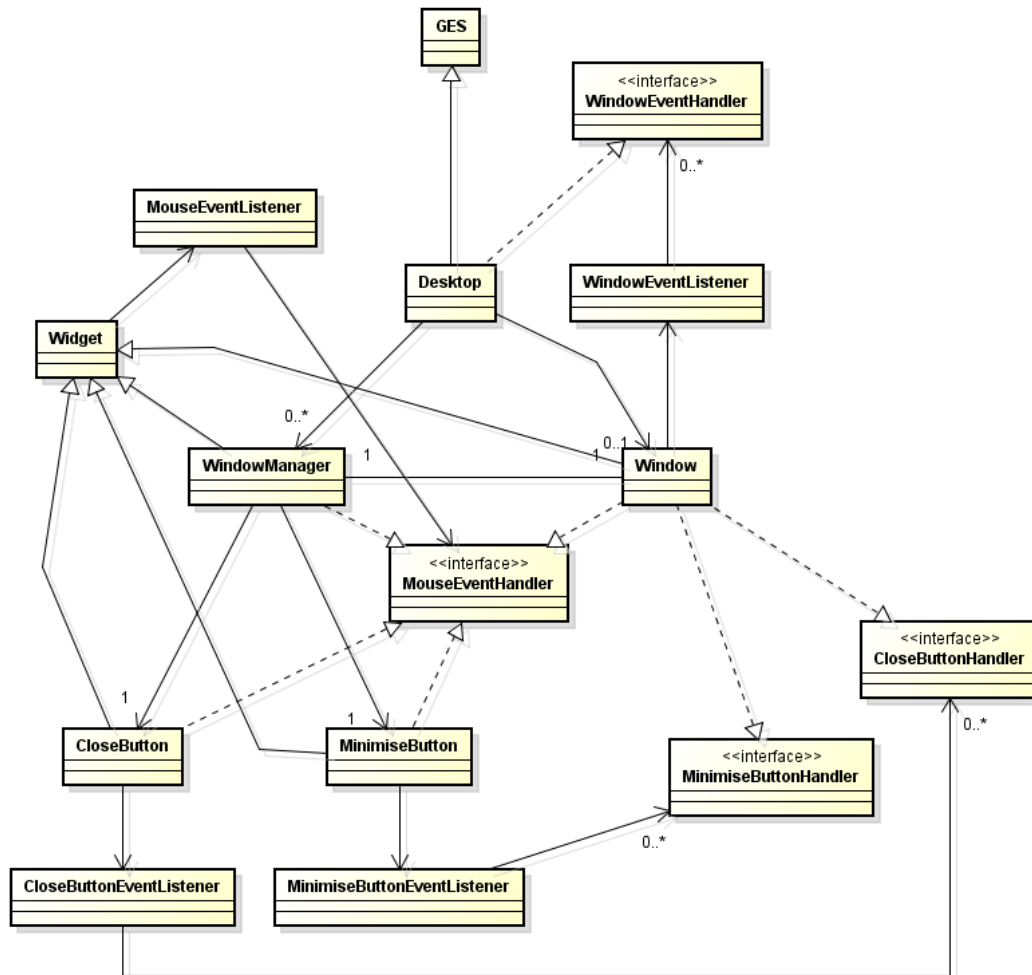 GES
<<interface>>
WindowEventHandler
0..*
MouseEventListener
Desktop
WindowEventListener
Widget
0..*
0..1
WindowManager
1
1
Window
<<interface>>
MouseEventHandler
<<interface>>
CloseButtonHandler
1
1
0..*
CloseButton
MinimiseButton
<<interface>>
MinimiseButtonHandler
0..*
CloseButtonEventListener
MinimiseButtonEventListener